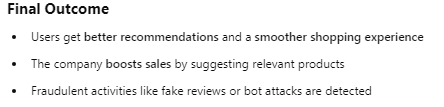 Final Outcome
• Users get better recommendations and a smoother shopping experience
• The company boosts sales by suggesting relevant products
• Fraudulent activities like fake reviews or bot attacks are detected